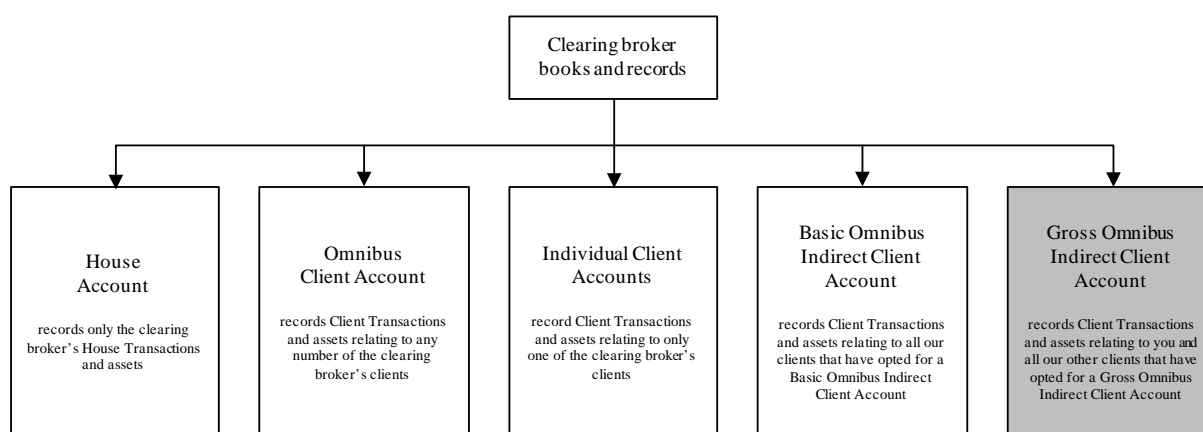 Clearing broker
books and records
House
Account
records only the clearing
broker's House Transactions
and assets
Omnibus
Client Account
records Client Transactions
and assets relating to any
number of the clearing
broker's clients
Individual Client
Accounts
record Client Transactions
and assets relating to only
one of the clearing broker's
clients
Basic Omnibus
Indirect Client
Account
records Client Transactions
and assets relating to all our
clients that have opted for a
Basic Omnibus Indirect
Client Account
Gross Omnibus
Indirect Client
Account
records Client Transactions
and assets relating to you and
all our other clients that have
opted for a Gross Omnibus
Indirect Client Account